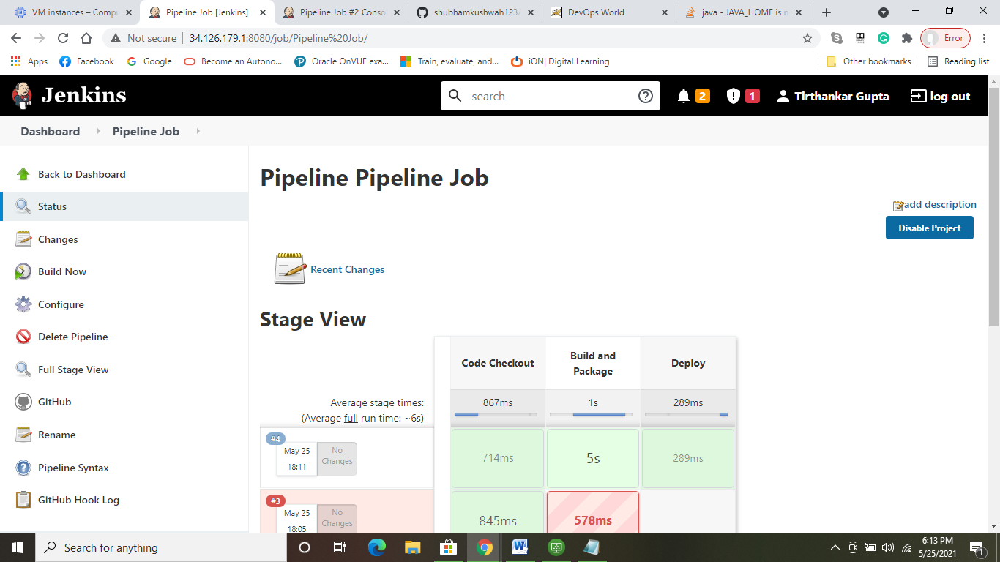 VM instances – Compu
Pipeline Job [Jenkins]
Pipeline Job #2 Conso
shubhamkushwah123/
DevOps World
java - JAVA_HOME is n
Not secure
34.126.179.1:8080/job/Pipeline%20Job/
Error
Apps
Facebook
Google
Become an Autono...
Oracle OnVUE exa...
Train, evaluate, and...
iON| Digital Learning
Other bookmarks
Reading list
Jenkins
search
2
1
Tirthankar Gupta
log out
Dashboard
Pipeline Job
Back to Dashboard
Status
Changes
Build Now
Configure
Delete Pipeline
Full Stage View
GitHub
Rename
Pipeline Syntax
GitHub Hook Log
Pipeline Pipeline Job
add description
Disable Project
Recent Changes
Stage View
Code Checkout
Build and
Package
Deploy
Average stage times:
(Average full run time: ~6s)
867ms
1s
289ms
#4
May 25
18:11
No
Changes
714ms
5s
289ms
#3
May 25
18:05
No
Changes
845ms
578ms
Search for anything
6:13 PM
5/25/2021
1